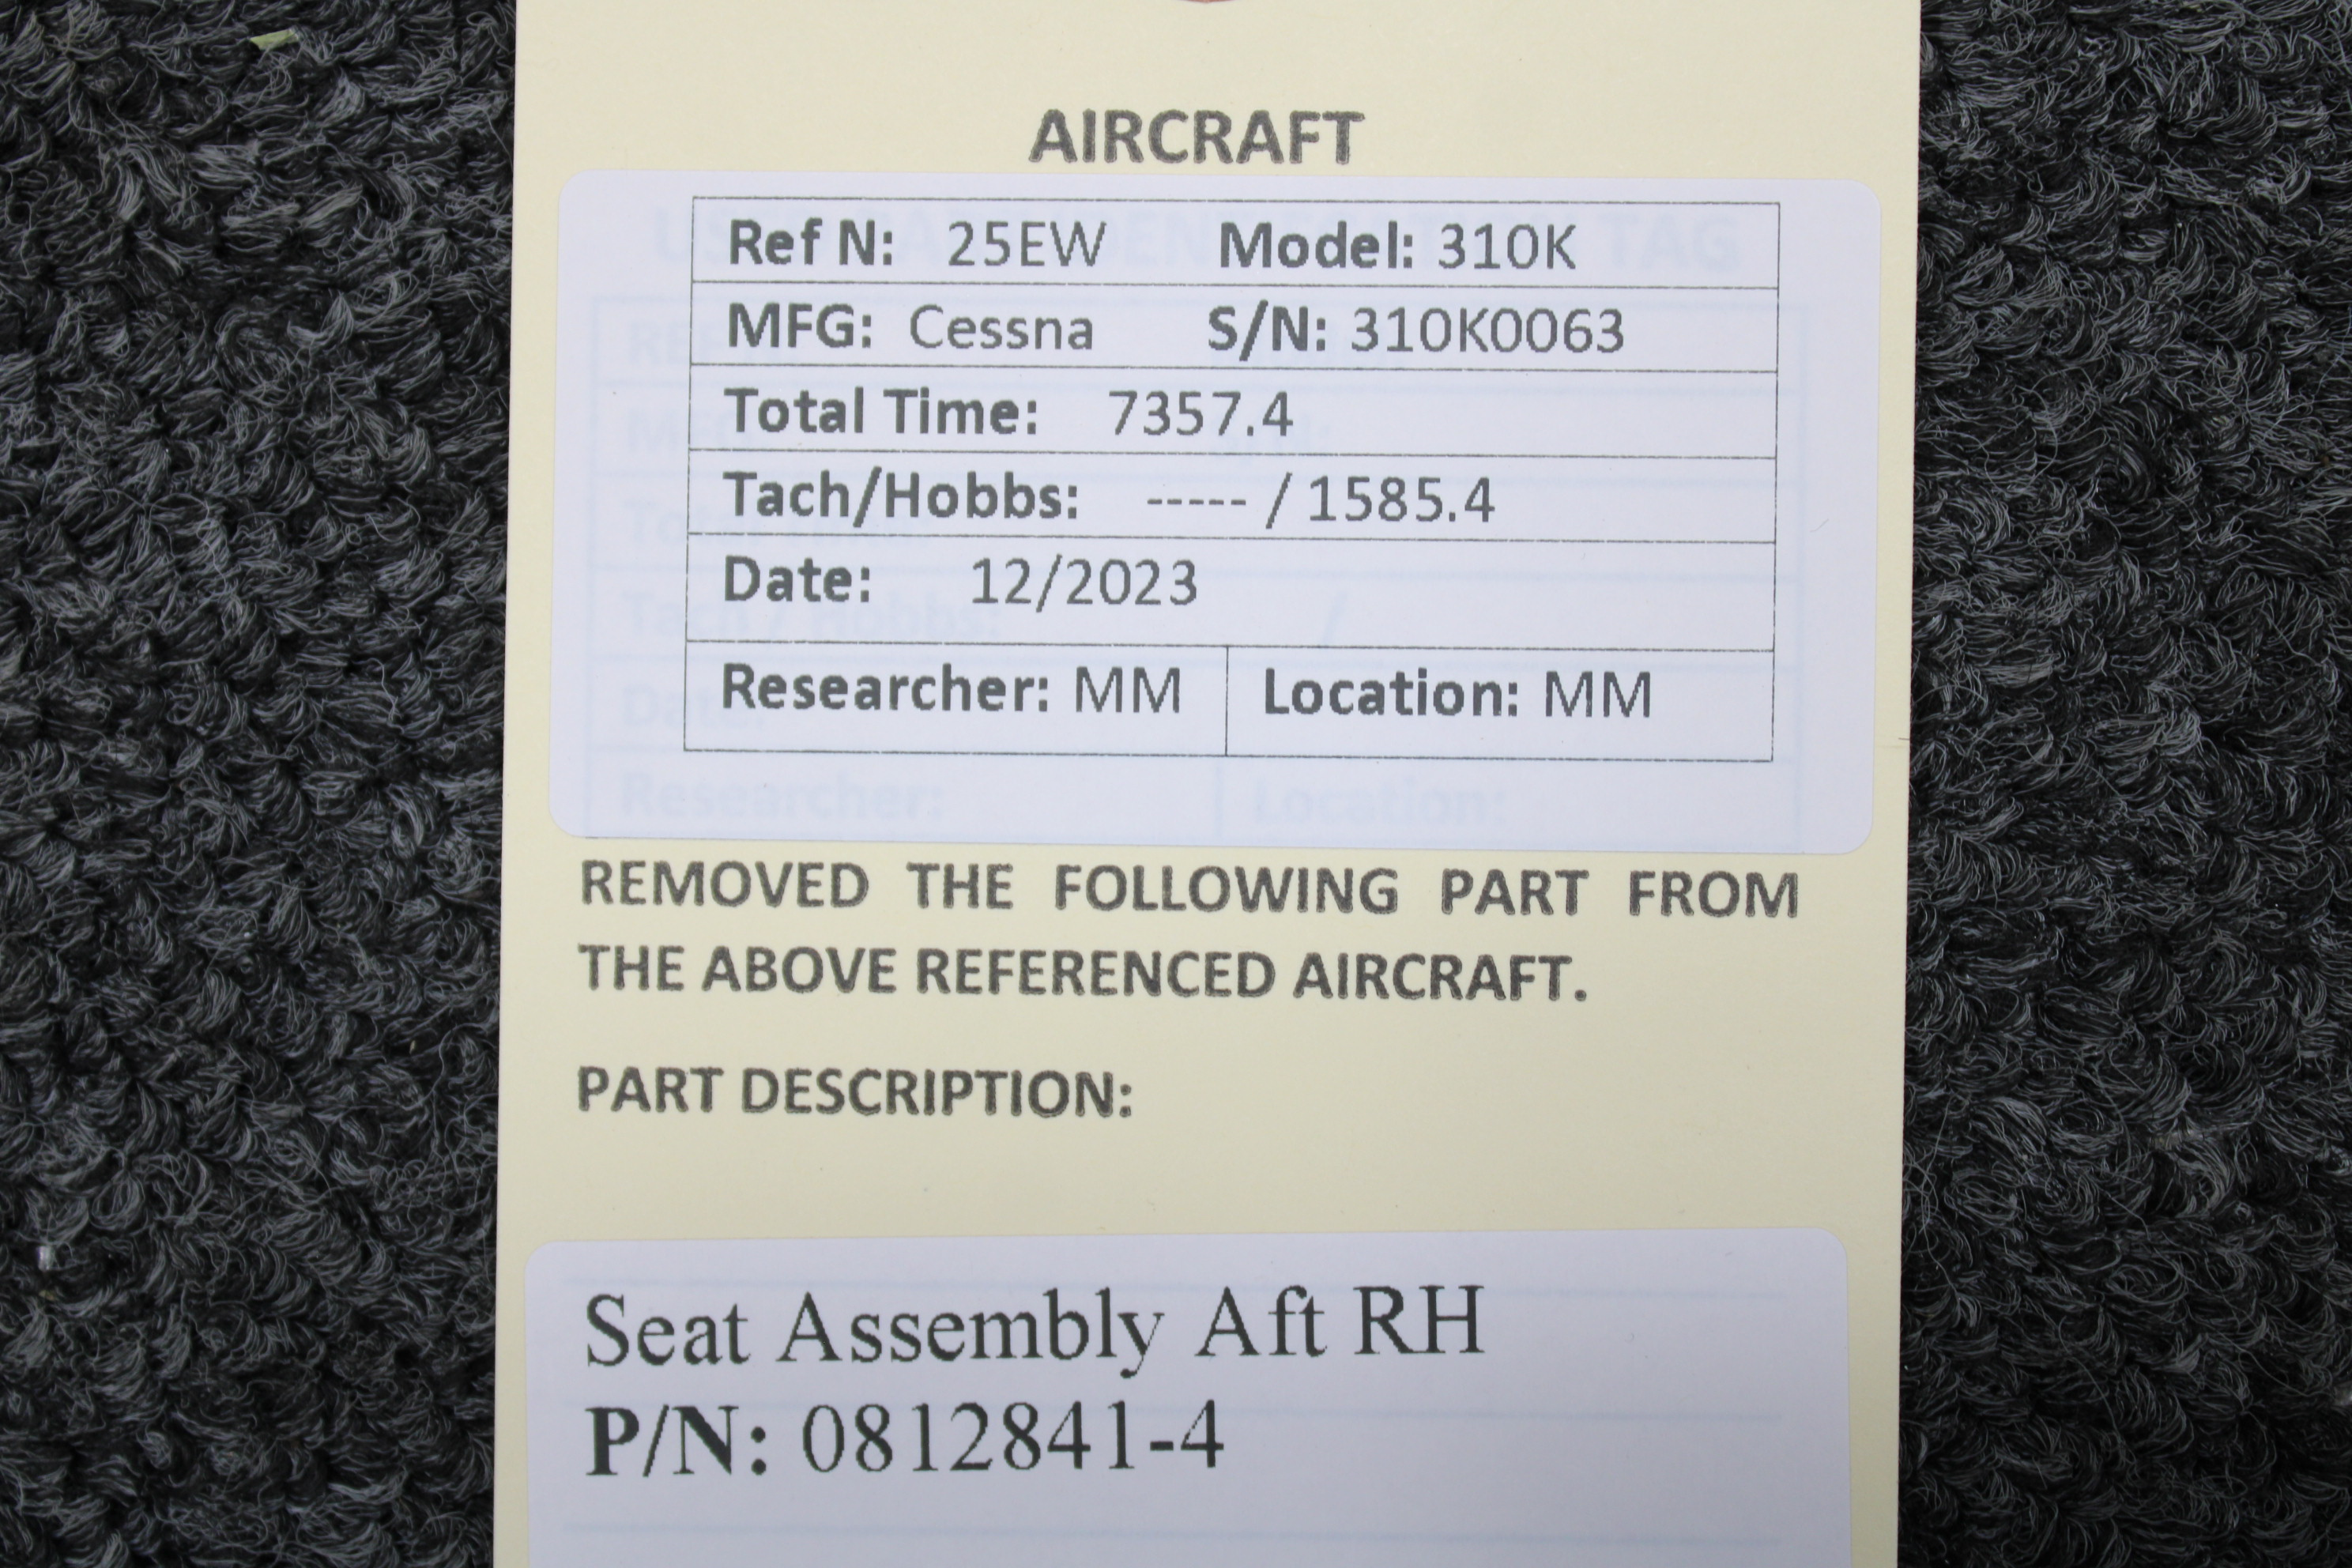 AIRCRAFT
Ref N: 25EW Model: 310K
MFG: Cessna S/N: 310K0063
Total Time: 7357.4
Tach/Hobbs: ----- / 1585.4
Date: 12/2023
Researcher: MM Location: MM
REMOVED THE FOLLOWING PART FROM
THE ABOVE REFERENCED AIRCRAFT.
PART DESCRIPTION:
Seat Assembly Aft RH
P/N: 0812841-4